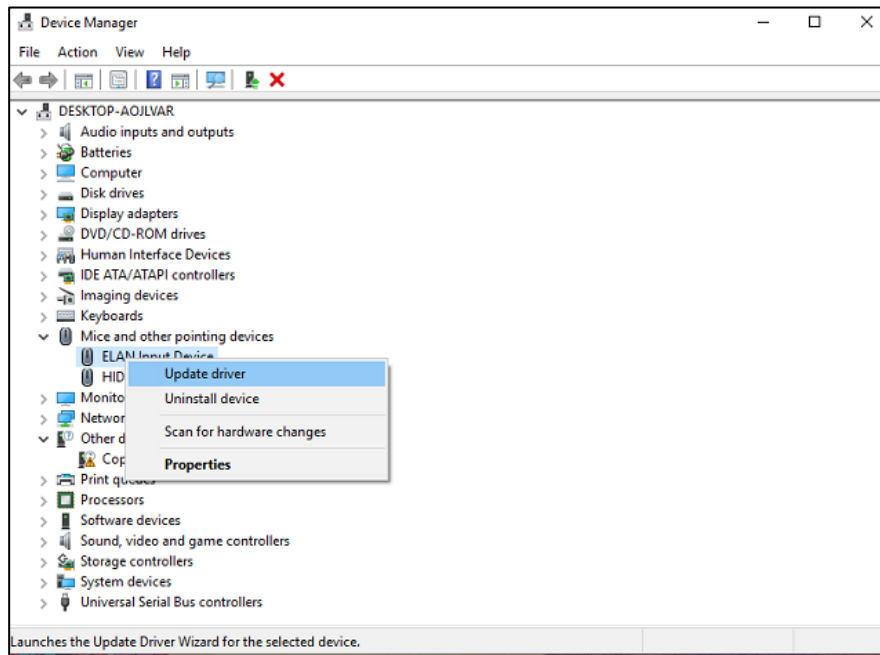 Device Manager
File Action View Help
DESKTOP-AOJLVAR
Audio inputs and outputs
Batteries
Computer
Disk drives
Display adapters
DVD/CD-ROM drives
Human Interface Devices
IDE ATA/ATAPI controllers
Imaging devices
Keyboards
Mice and other pointing devices
ELAN Input Device
Update driver
HID
Uninstall device
Monito
Networ
Scan for hardware changes
Other d
Cop
Properties
Print queues
Processors
Software devices
Sound, video and game controllers
Storage controllers
System devices
Universal Serial Bus controllers
Launches the Update Driver Wizard for the selected device.